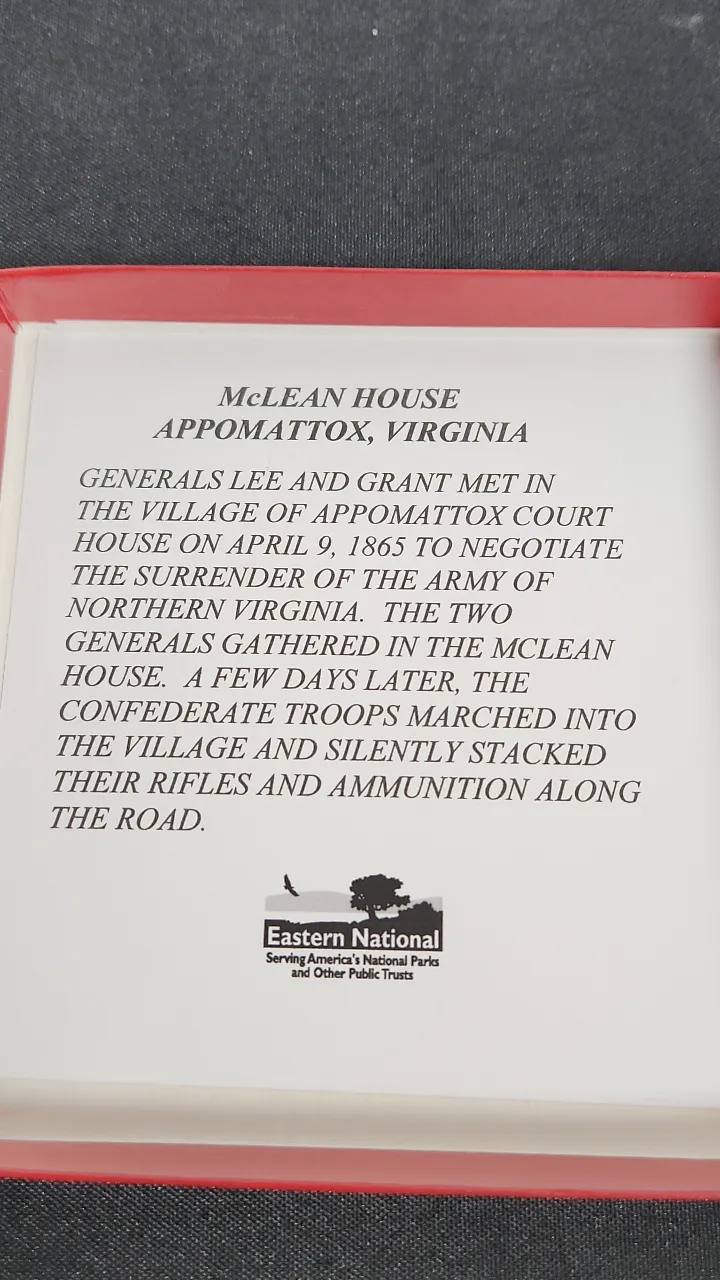 McLEAN HOUSE
APPOMATTOX, VIRGINIA
GENERALS LEE AND GRANT MET IN
THE VILLAGE OF APPOMATTOX COURT
HOUSE ON APRIL 9, 1865 TO NEGOTIATE
THE SURRENDER OF THE ARMY OF
NORTHERN VIRGINIA. THE TWO
GENERALS GATHERED IN THE MCLEAN
HOUSE. A FEW DAYS LATER, THE
CONFEDERATE TROOPS MARCHED INTO
THE VILLAGE AND SILENTLY STACKED
THEIR RIFLES AND AMMUNITION ALONG
THE ROAD.
Eastern National
Serving America's National Parks
and Other Public Trusts